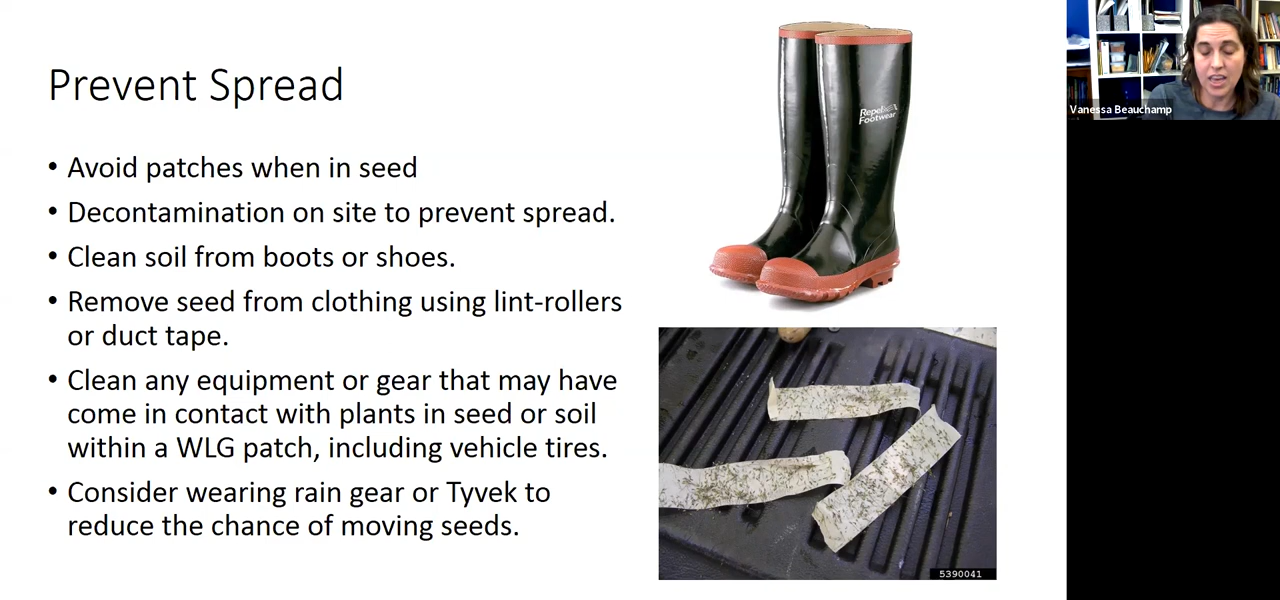 Prevent Spread
• Avoid patches when in seed
• Decontamination on site to prevent spread.
• Clean soil from boots or shoes.
• Remove seed from clothing using lint-rollers
or duct tape.
• Clean any equipment or gear that may have
come in contact with plants in seed or soil
within a WLG patch, including vehicle tires.
• Consider wearing rain gear or Tyvek to
reduce the chance of moving seeds.
Repel
Footwear
5390041
Vanessa Beauchamp